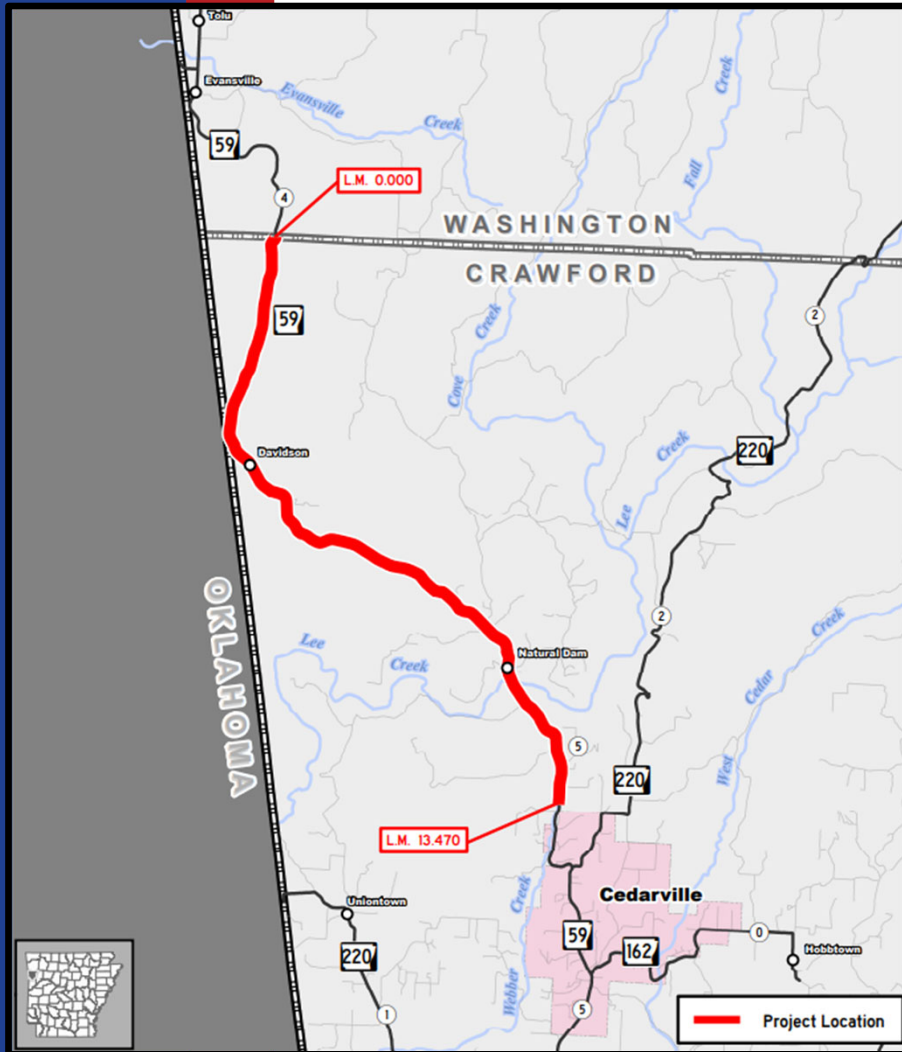 Tolu
Evansville
Evansville
Creek
59
4
L.M. 0.000
Fall
Creek
WASHINGTON
CRAWFORD
59
Cove
Creek
2
220
Davidson
Lee
Creek
OKLAHOMA
2
Lee
Creek
Natural Dam
West
Cedar
Creek
5
220
L.M. 13.470
Cedarville
Uniontown
220
1
Webber
Creek
59
162
0
Hobbtown
5
Project Location